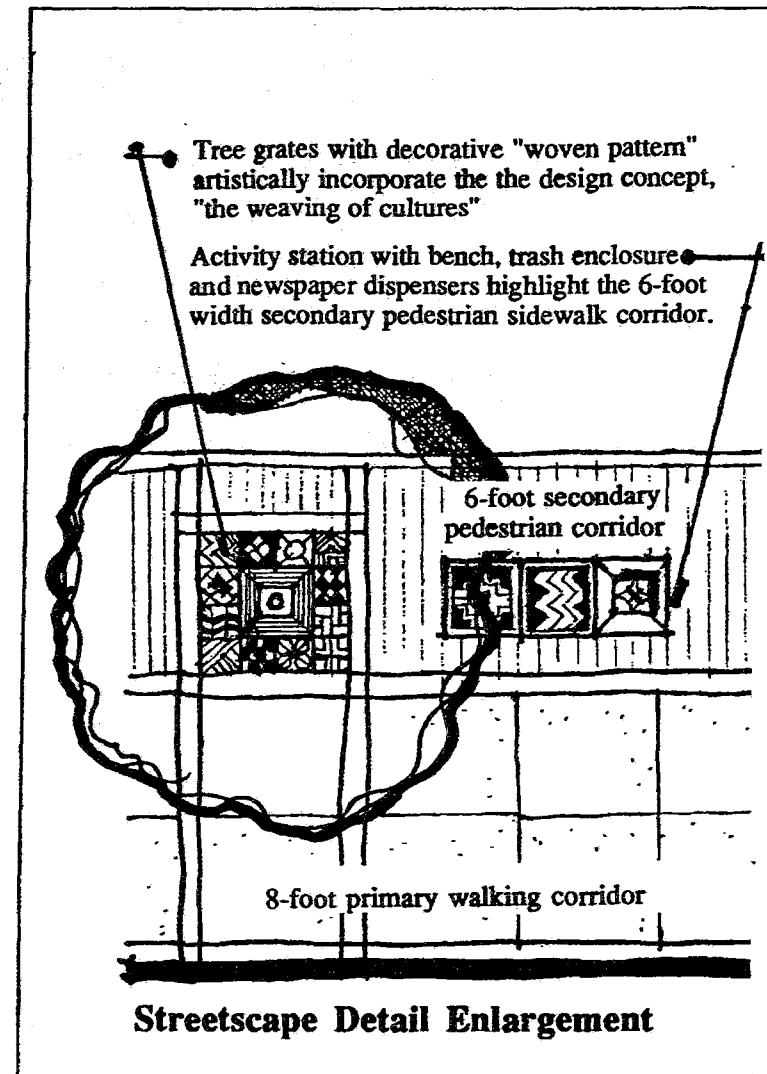 Tree grates with decorative "woven pattern"
artistically incorporate the the design concept,
"the weaving of cultures"
Activity station with bench, trash enclosure
and newspaper dispensers highlight the 6-foot
width secondary pedestrian sidewalk corridor.
6-foot secondary
pedestrian corridor
8-foot primary walking corridor
Streetscape Detail Enlargement